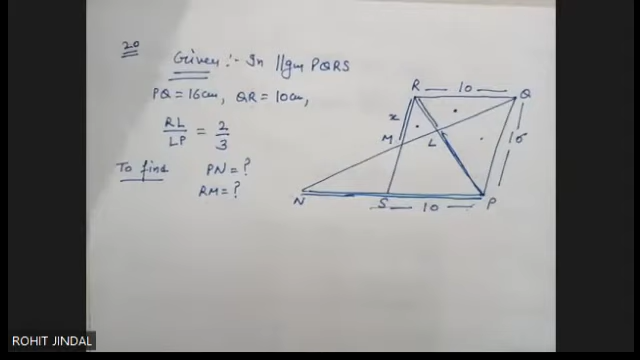 20
Given :- In ||gm PQRS
PQ = 16cm, QR = 10cm,
RL/LP = 2/3
To find PN = ?
RM = ?
R 10 Q
x
M L 16
N S 10 P
ROHIT JINDAL